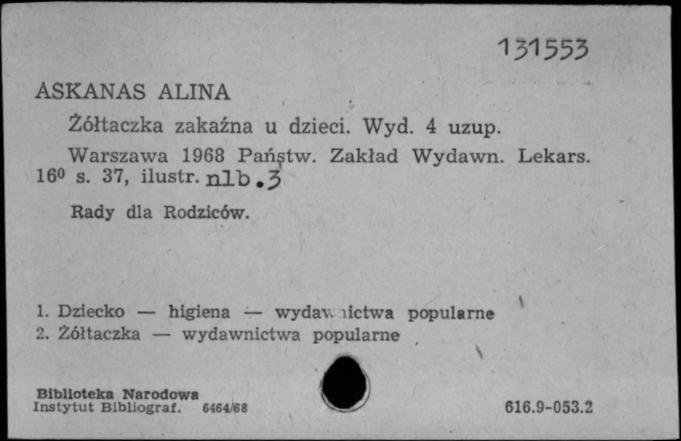 131553
ASKANAS ALINA
Żółtaczka zakaźna u dzieci. Wyd. 4 uzup.
Warszawa 1968 Państw. Zakład Wydawn. Lekars.
16º s. 37, ilustr. nlb. 3
Rady dla Rodziców.
1. Dziecko — higiena — wydawnictwa popularne
2. Żółtaczka — wydawnictwa popularne
Biblioteka Narodowa
Instytut Bibliograf. 6464/68
616.9-053.2